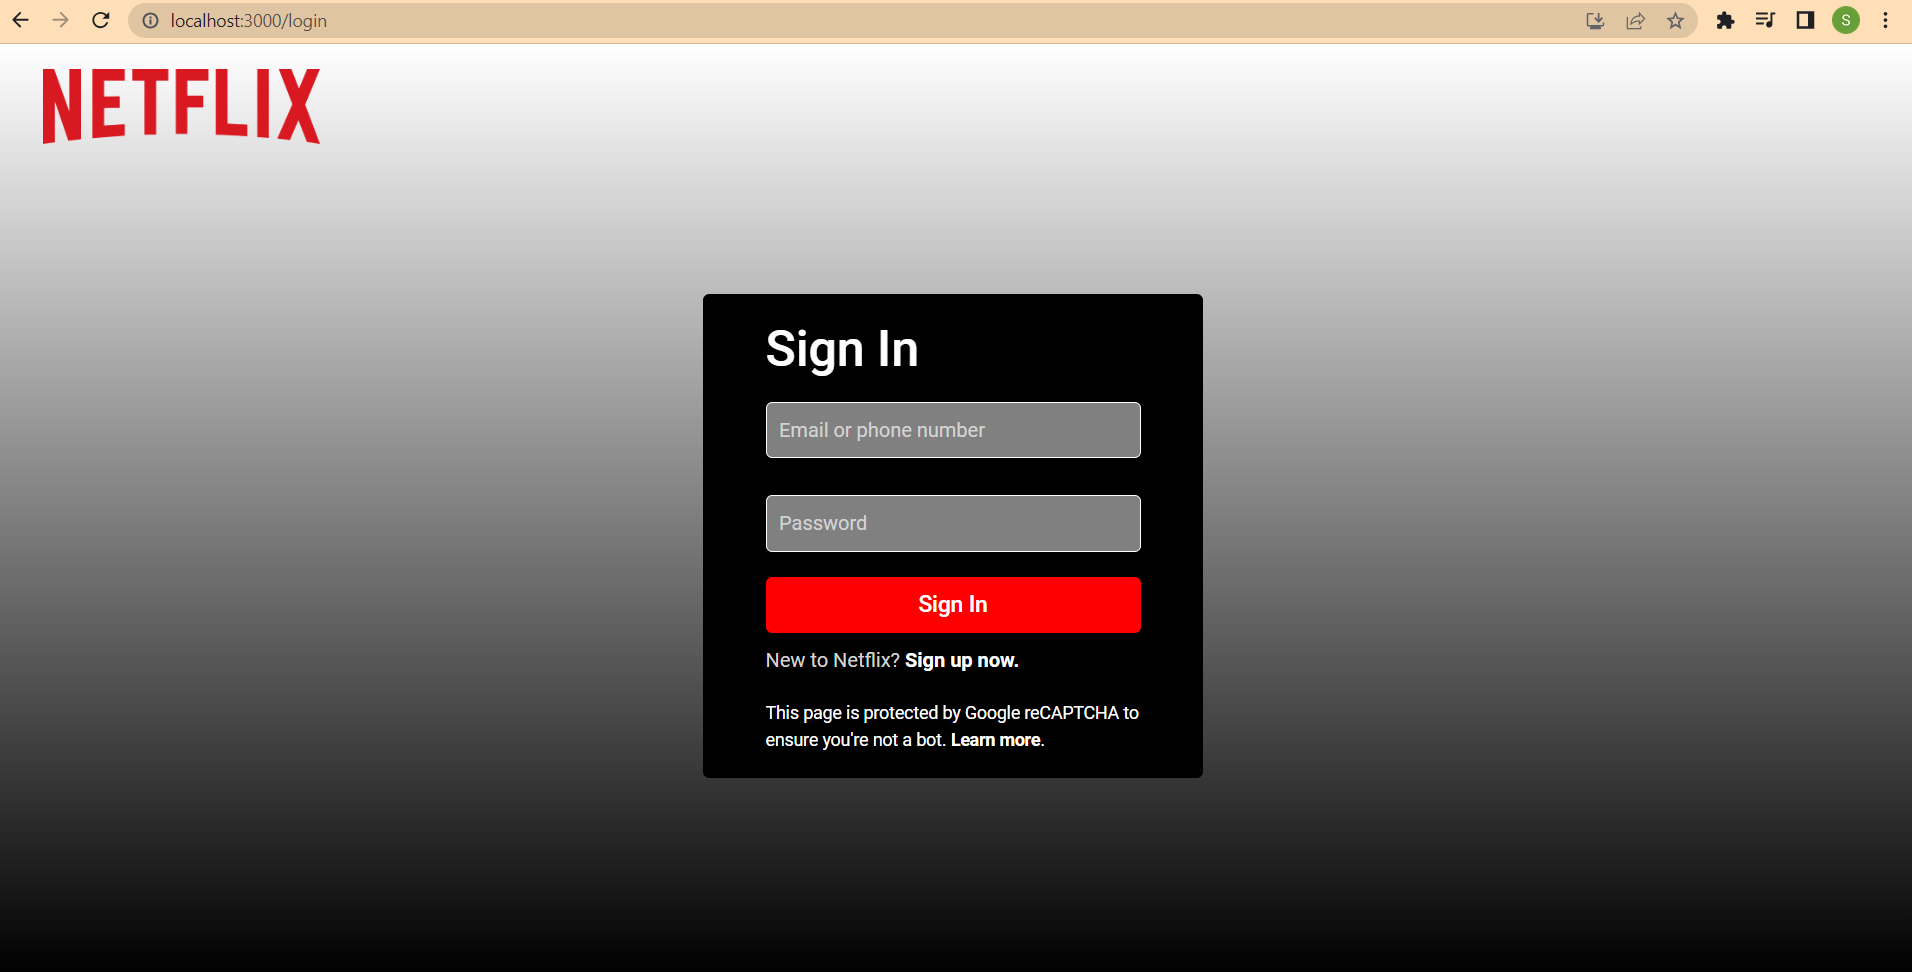 localhost:3000/login
S
NETFLIX
Sign In
Email or phone number
Password
Sign In
New to Netflix? Sign up now.
This page is protected by Google reCAPTCHA to
ensure you're not a bot. Learn more.